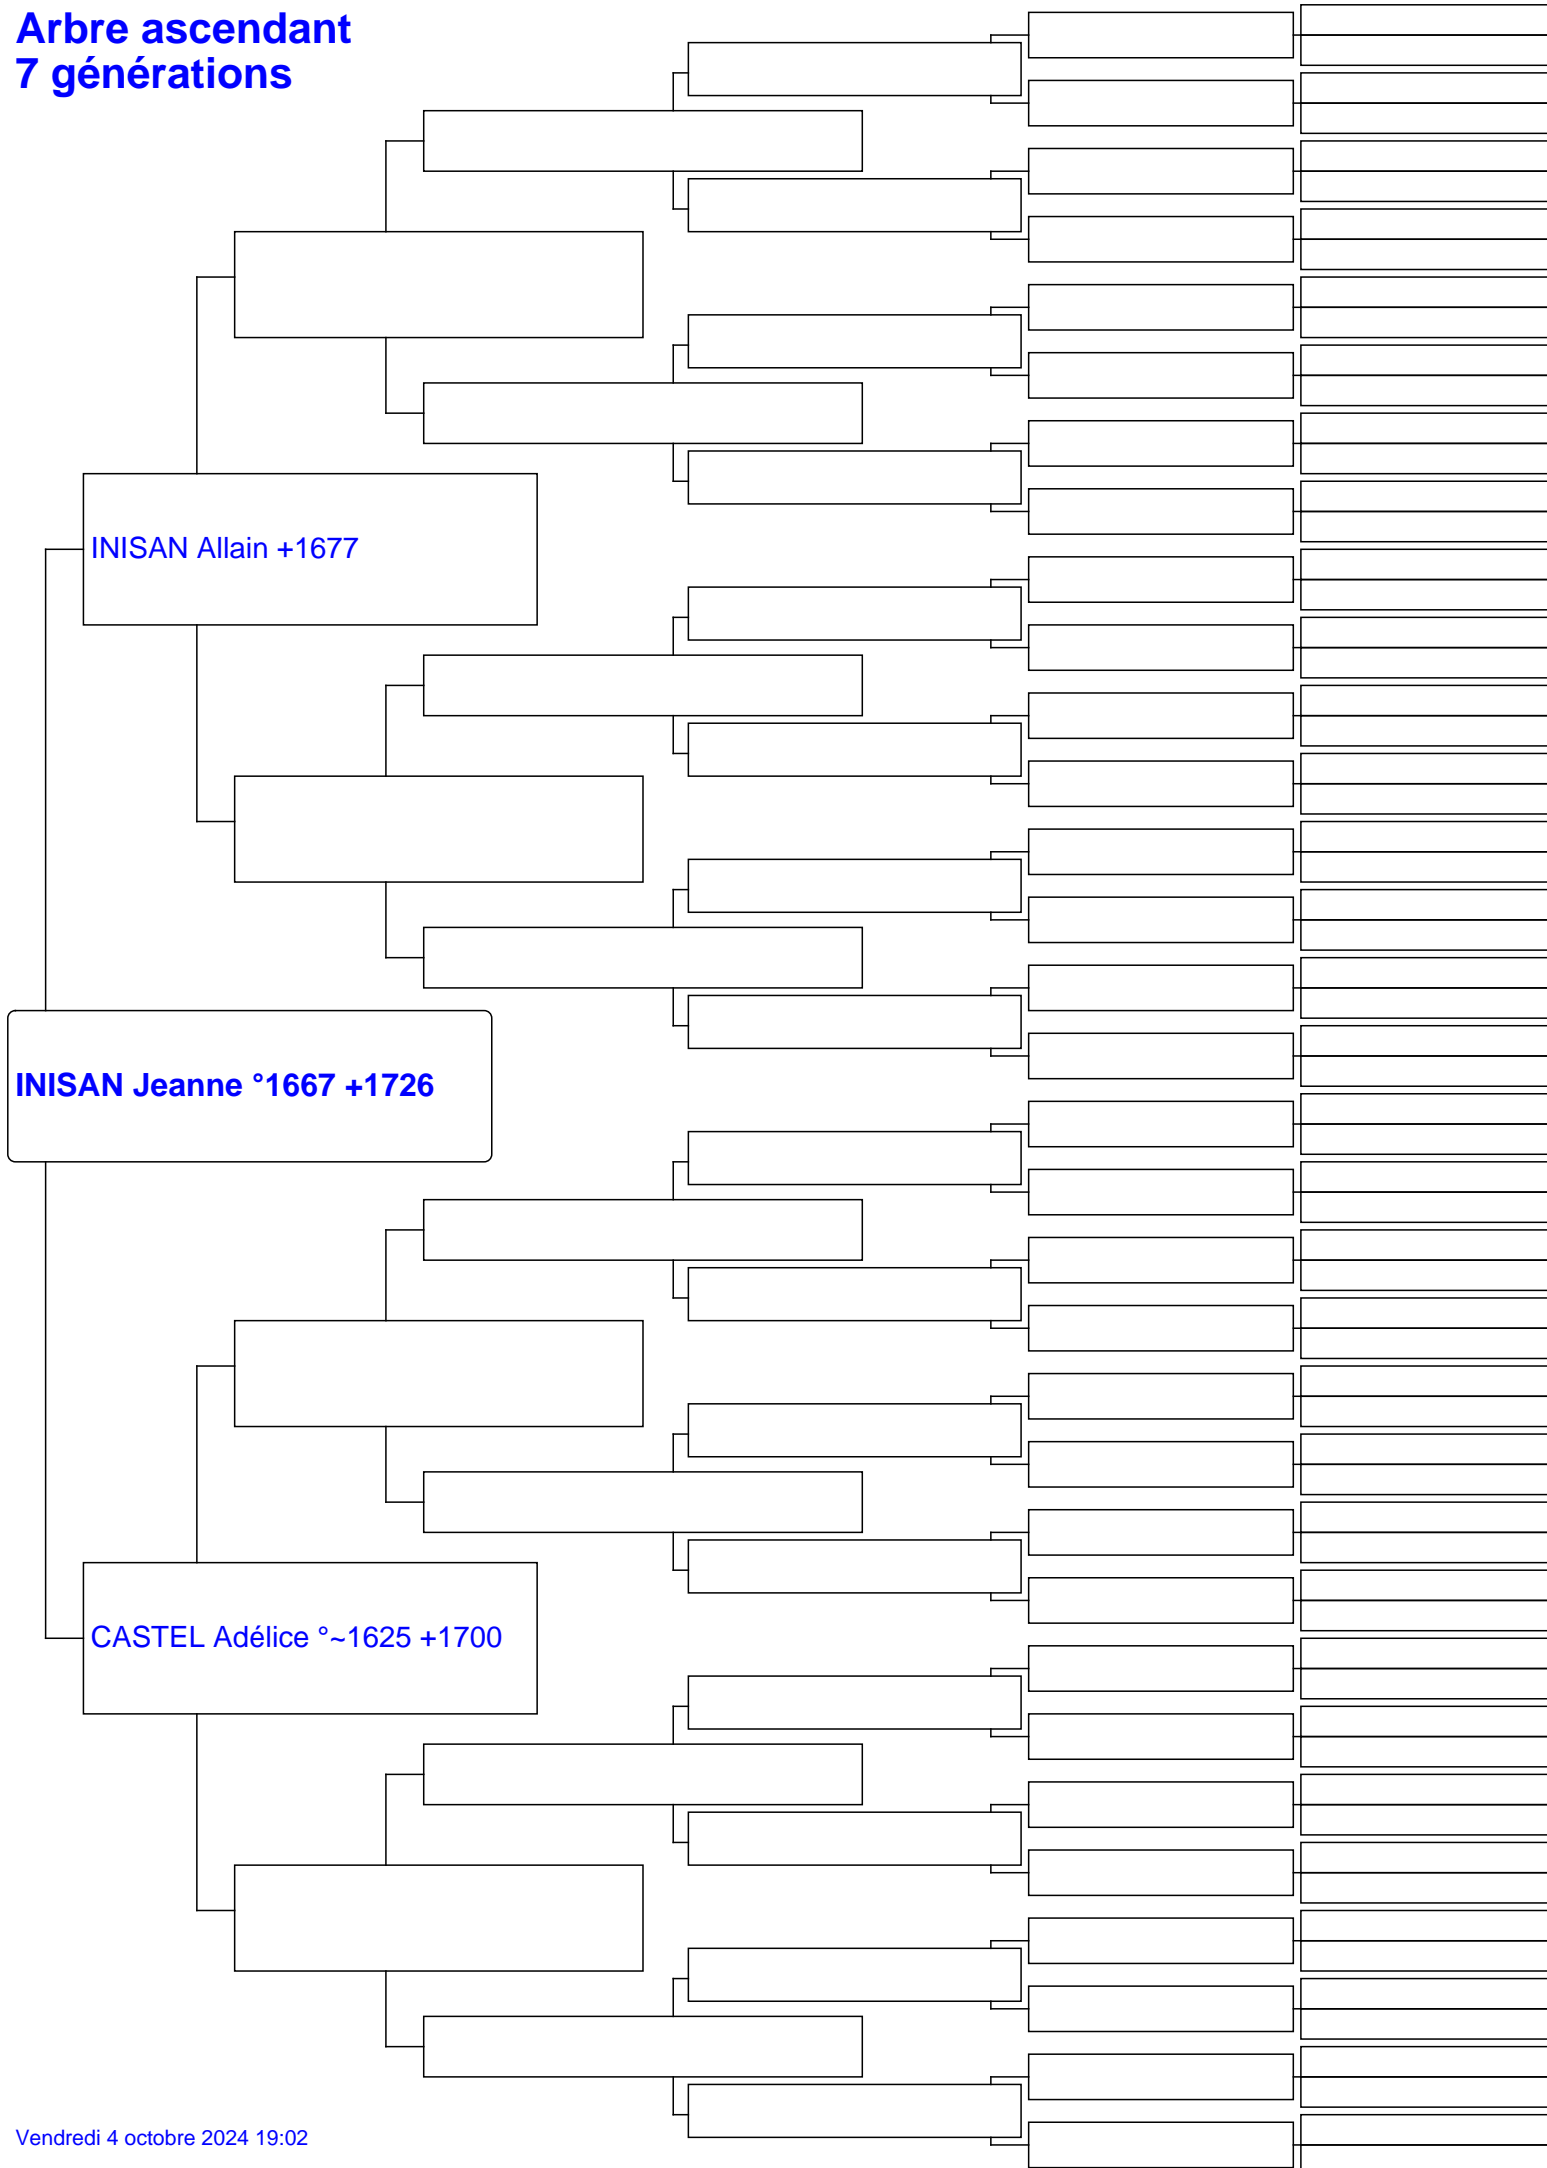 Arbre ascendant
7 générations
INISAN Allain +1677
INISAN Jeanne °1667 +1726
CASTEL Adélice °~1625 +1700
Vendredi 4 octobre 2024 19:02